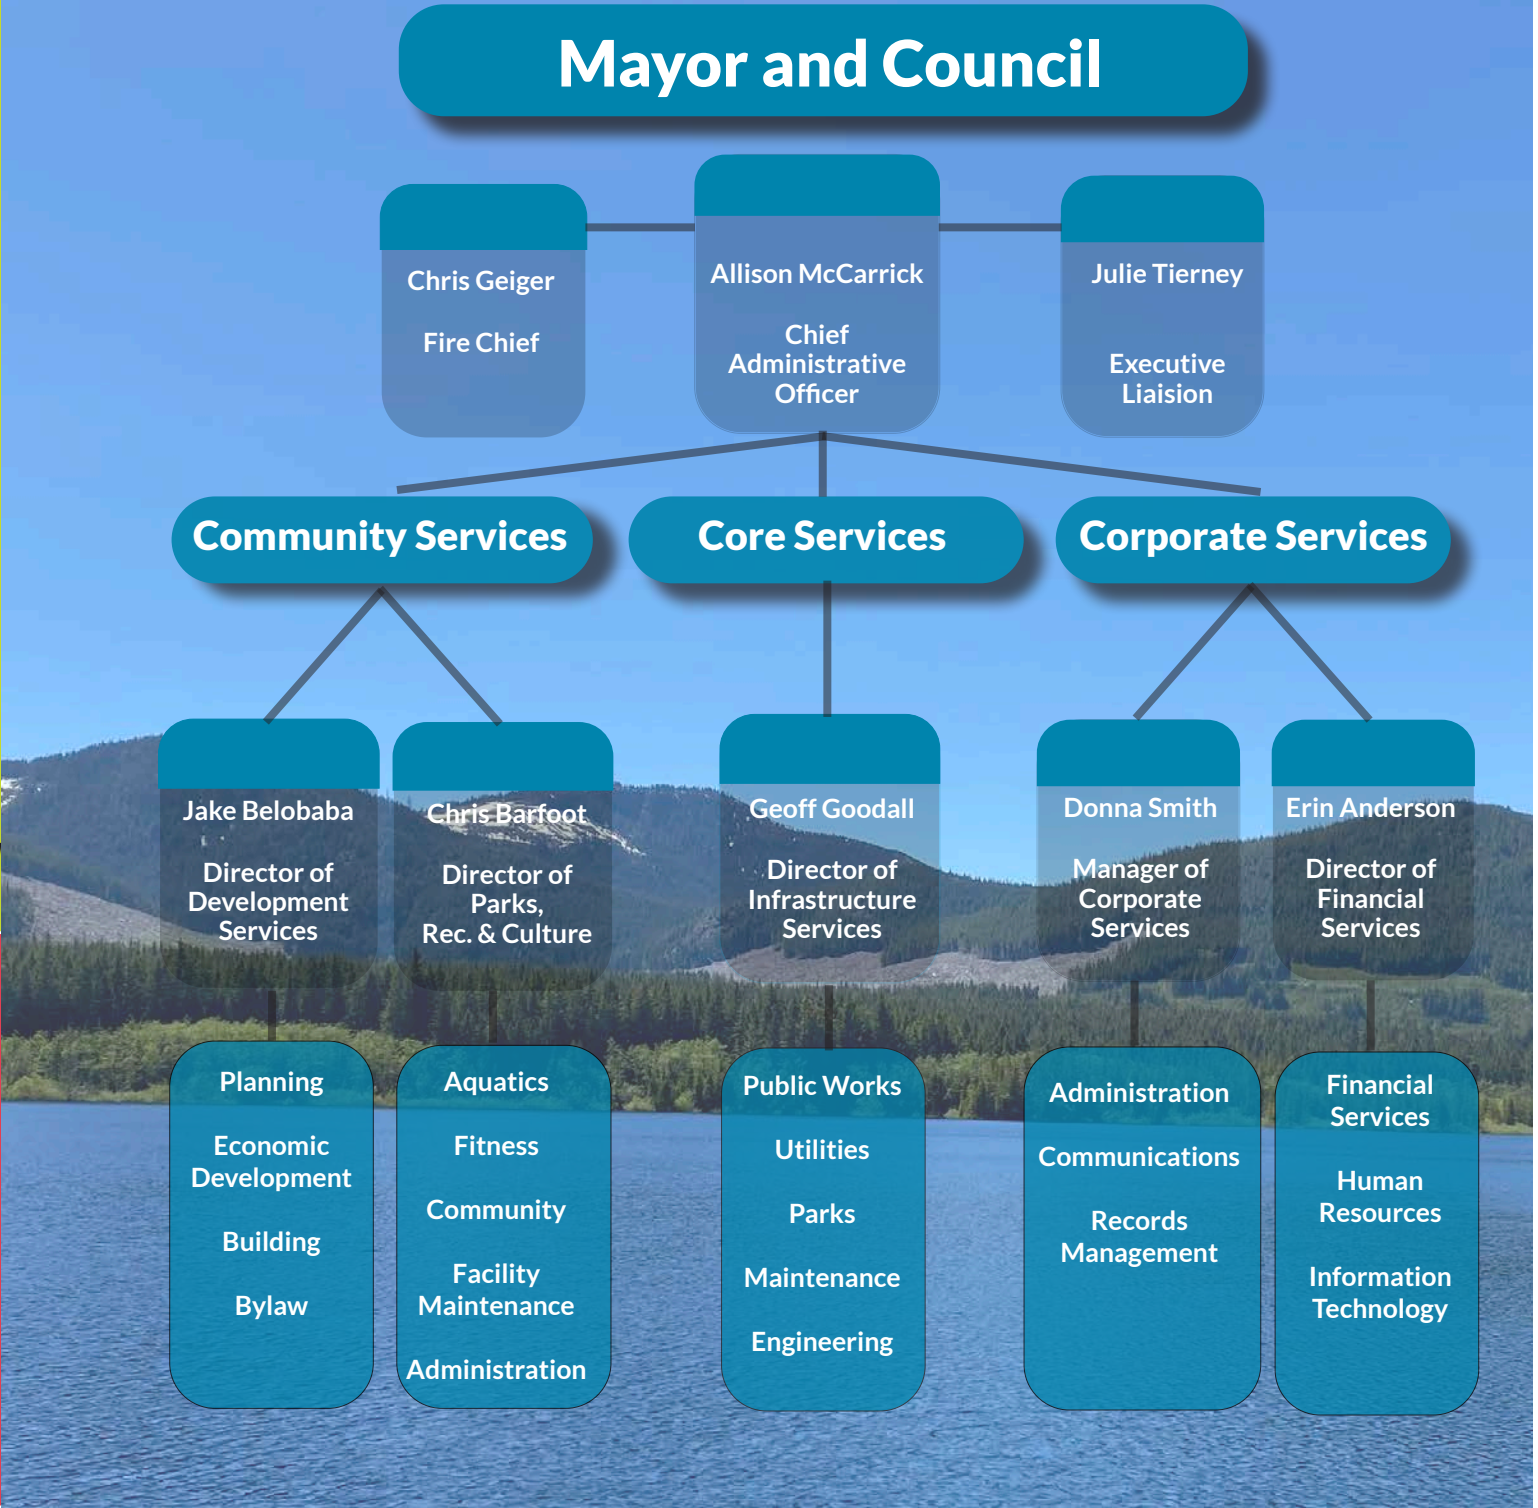 Mayor and Council
Chris Geiger
Fire Chief
Allison McCarrick
Chief
Administrative
Officer
Julie Tierney
Executive
Liaision
Community Services
Core Services
Corporate Services
Jake Belobaba
Director of
Development
Services
Chris Barfoot
Director of
Parks,
Rec. & Culture
Geoff Goodall
Director of
Infrastructure
Services
Donna Smith
Manager of
Corporate
Services
Erin Anderson
Director of
Financial
Services
Planning
Economic
Development
Building
Bylaw
Aquatics
Fitness
Community
Facility
Maintenance
Administration
Public Works
Utilities
Parks
Maintenance
Engineering
Administration
Communications
Records
Management
Financial
Services
Human
Resources
Information
Technology